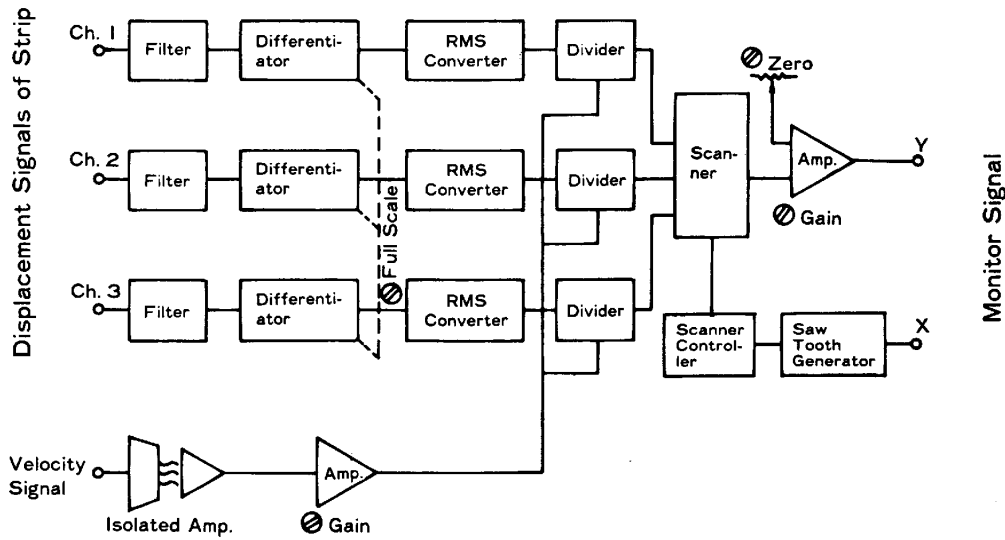 Displacement Signals of Strip
Ch. 1
Filter
Differenti-
ator
RMS
Converter
Divider
Ch. 2
Filter
Differenti-
ator
RMS
Converter
Divider
Ch. 3
Filter
Differenti-
ator
Full Scale
RMS
Converter
Divider
Scan-
ner
Zero
Amp.
Gain
Y
Scanner
Control-
ler
Saw
Tooth
Generator
X
Monitor Signal
Velocity
Signal
Isolated Amp.
Amp.
Gain